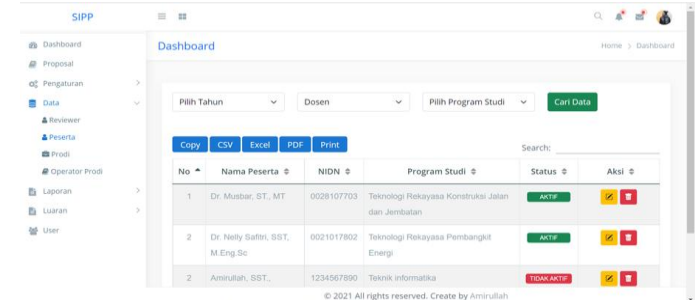 SIPP
Dashboard
Proposal
Pengaturan
Data
Reviewer
Peserta
Prodi
Operator Prodi
Laporan
Luaran
User
Dashboard
Home > Dashboard
Pilih Tahun Dosen Pilih Program Studi Cari Data
Copy CSV Excel PDF Print Search:
No Nama Peserta NIDN Program Studi Status Aksi
1 Dr. Musbar, ST., MT 0028107703 Teknologi Rekayasa Konstruksi Jalan
dan Jembatan AKTIF
2 Dr. Nelly Safitri, SST., 0021017802 Teknologi Rekayasa Pembangkit
M.Eng.Sc Energi AKTIF
2 Amirullah, SST., 1234567890 Teknik informatika TIDAK AKTIF
© 2021 All rights reserved. Create by Amirullah